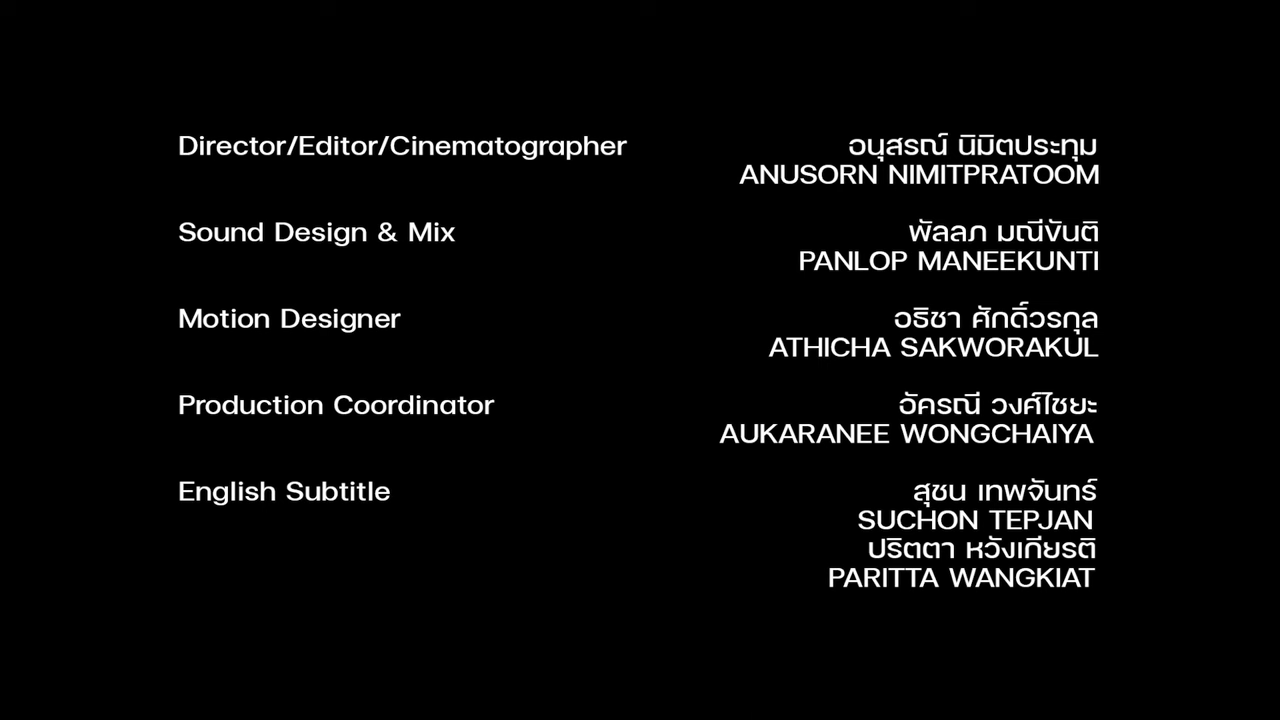 Director/Editor/Cinematographer อนุสรณ์ นิมิตประทุม
ANUSORN NIMITPRATOOM
Sound Design & Mix พัลลภ มณีขันติ
PANLOP MANEEKUNTI
Motion Designer อธิชา ศักดิ์วรกุล
ATHICHA SAKWORAKUL
Production Coordinator อัครณี วงศ์ไชยะ
AUKARANEE WONGCHAIYA
English Subtitle สุชน เทพจันทร์
SUCHON TEPJAN
ปริตตา หวังเกียรติ
PARITTA WANGKIAT